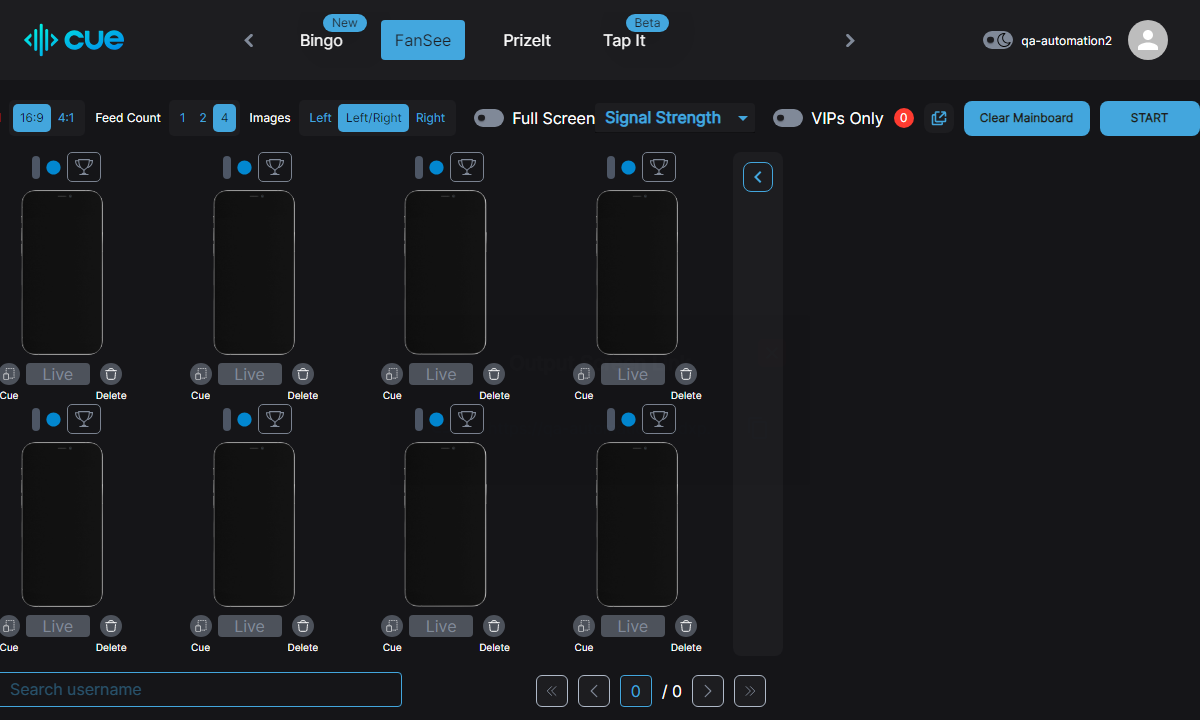 cue
Bingo New FanSee PrizeIt Tap It Beta qa-automation2
16:9 4:1 Feed Count 1 2 4 Images Left Left/Right Right Full Screen Signal Strength VIPs Only 0 Clear Mainboard START
Live Live Live Live
Cue Delete Cue Delete Cue Delete Cue Delete
Live Live Live Live
Cue Delete Cue Delete Cue Delete Cue Delete
Search username 0 / 0